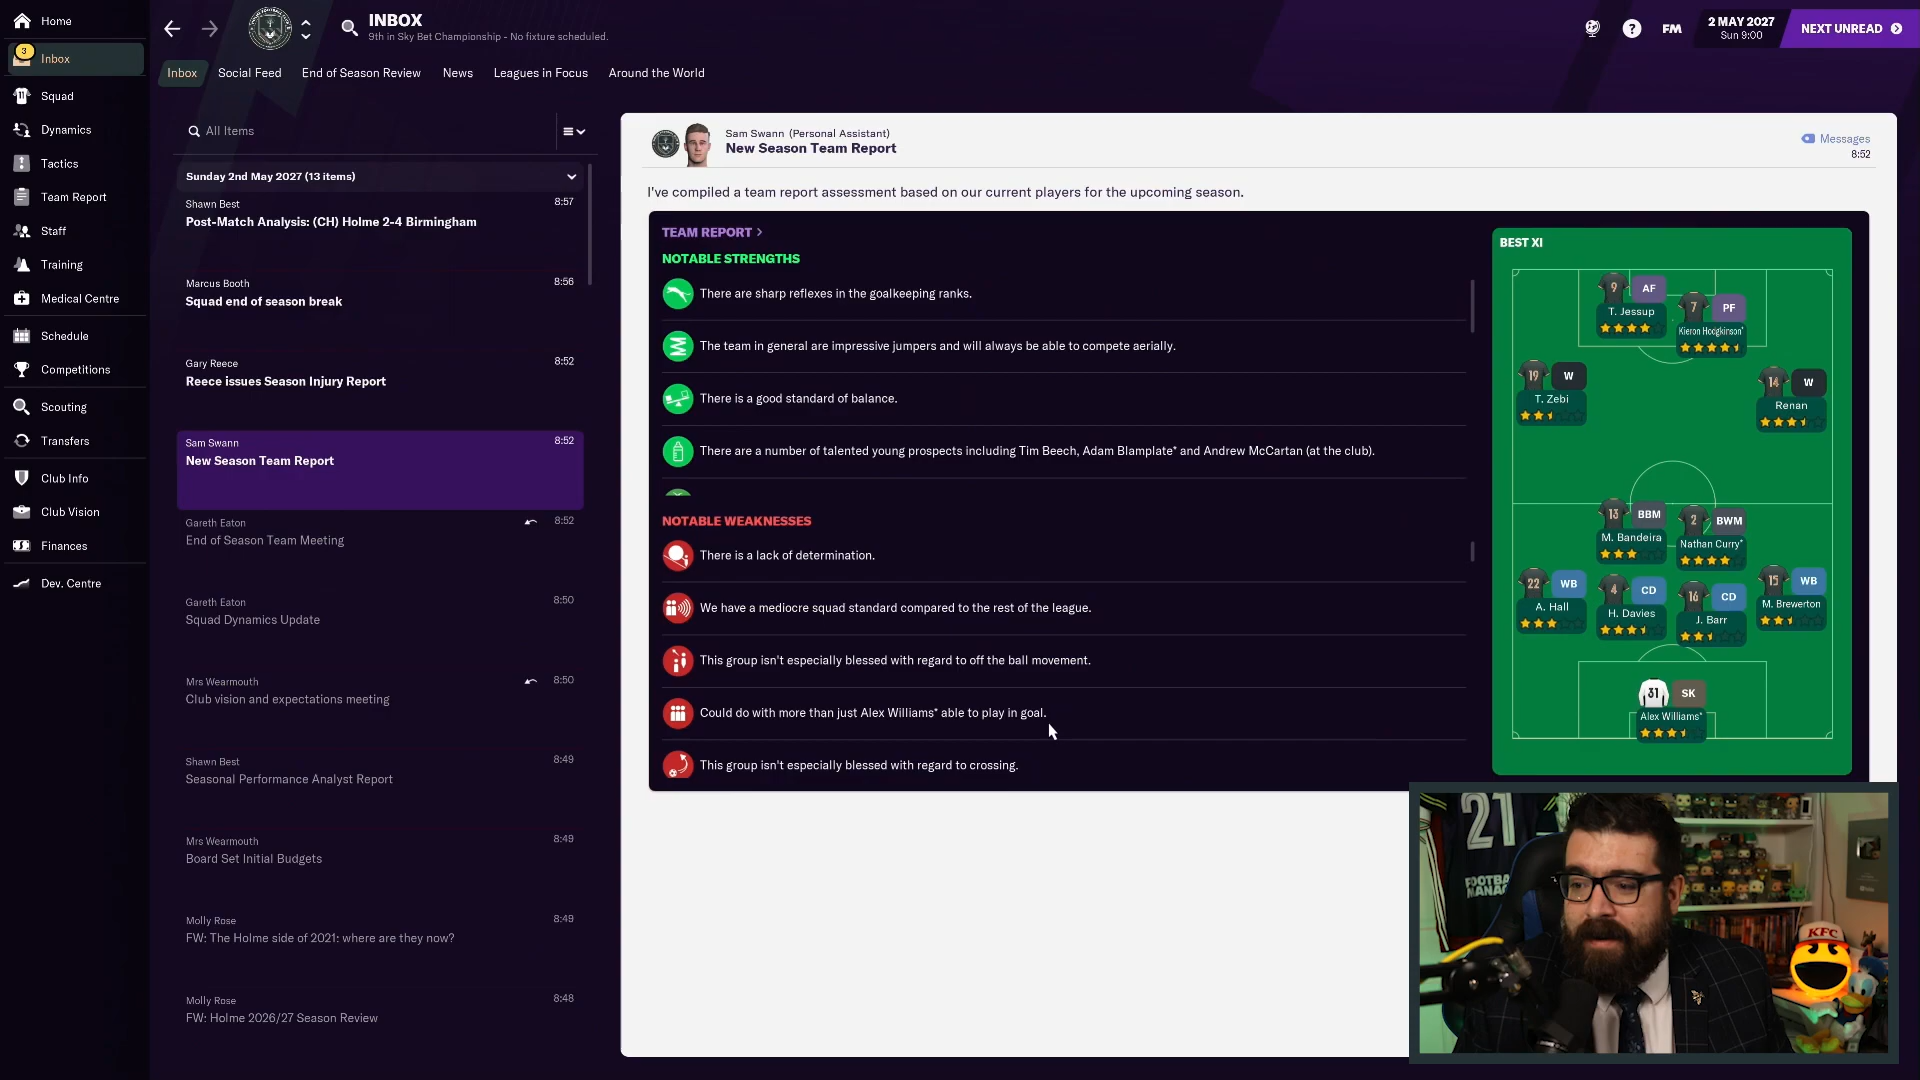 Home
3
Inbox
Squad
Dynamics
Tactics
Team Report
Staff
Training
Medical Centre
Schedule
Competitions
Scouting
Transfers
Club Info
Club Vision
Finances
Dev. Centre
INBOX
9th in Sky Bet Championship - No fixture scheduled.
FM
2 MAY 2027
Sun 9:00
NEXT UNREAD
Inbox
Social Feed
End of Season Review
News
Leagues in Focus
Around the World
All Items
Sunday 2nd May 2027 (13 items)
Shawn Best
8:57
Post-Match Analysis: (CH) Holme 2-4 Birmingham
Marcus Booth
8:56
Squad end of season break
Gary Reece
8:52
Reece issues Season Injury Report
Sam Swann
8:52
New Season Team Report
Gareth Eaton
8:52
End of Season Team Meeting
Gareth Eaton
8:50
Squad Dynamics Update
Mrs Wearmouth
8:50
Club vision and expectations meeting
Shawn Best
8:49
Seasonal Performance Analyst Report
Mrs Wearmouth
8:49
Board Set Initial Budgets
Molly Rose
8:49
FW: The Holme side of 2021: where are they now?
Molly Rose
8:48
FW: Holme 2026/27 Season Review
Sam Swann (Personal Assistant)
New Season Team Report
Messages
8:52
I've compiled a team report assessment based on our current players for the upcoming season.
TEAM REPORT >
NOTABLE STRENGTHS
There are sharp reflexes in the goalkeeping ranks.
The team in general are impressive jumpers and will always be able to compete aerially.
There is a good standard of balance.
There are a number of talented young prospects including Tim Beech, Adam Blamplate* and Andrew McCartan (at the club).
NOTABLE WEAKNESSES
There is a lack of determination.
We have a mediocre squad standard compared to the rest of the league.
This group isn't especially blessed with regard to off the ball movement.
Could do with more than just Alex Williams* able to play in goal.
This group isn't especially blessed with regard to crossing.
BEST XI
9 AF
T. Jessup
7 PF
Kieron Hodgkinson*
19 W
T. Zebi
14 W
Renan
13 BBM
M. Bandeira
2 BWM
Nathan Curry*
22 WB
A. Hall
4 CD
H. Davies
16 CD
J. Barr
15 WB
M. Brewerton
31 SK
Alex Williams*
21
FOOTBALL
MANAG
KFC